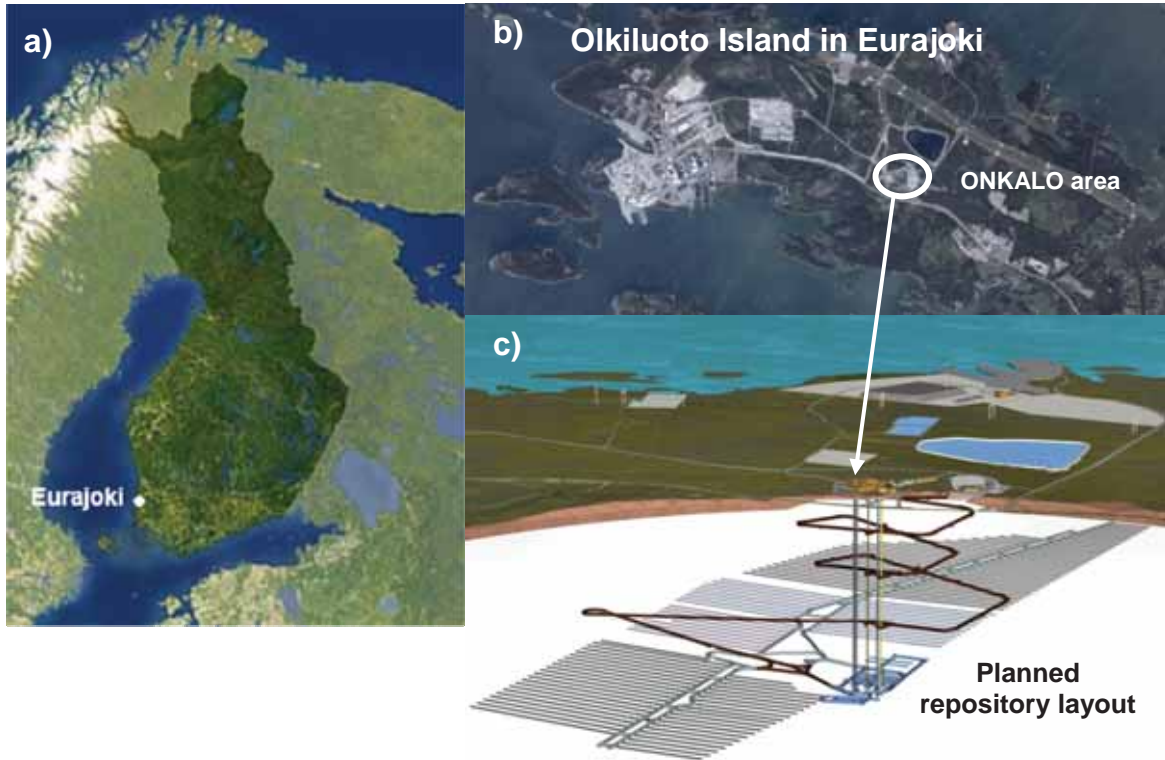 a)
Eurajoki
b)
Olkiluoto Island in Eurajoki
ONKALO area
c)
Planned
repository layout